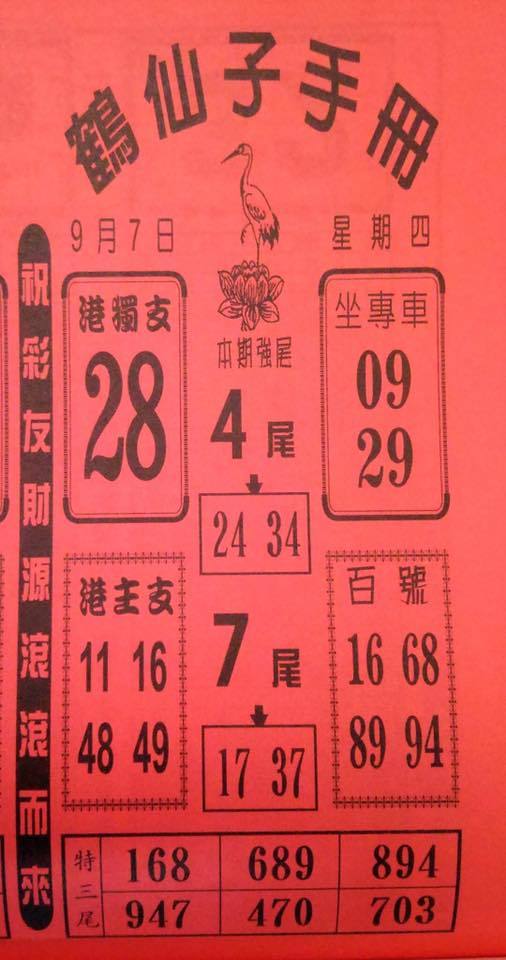 鶴仙子手冊
9月7日
星期四
祝彩友財源滾滾而來
港獨支
28
本期強尾
4尾
24 34
坐專車
09
29
港主支
11 16
48 49
7尾
17 37
百號
16 68
89 94
特三尾
168 689 894
947 470 703